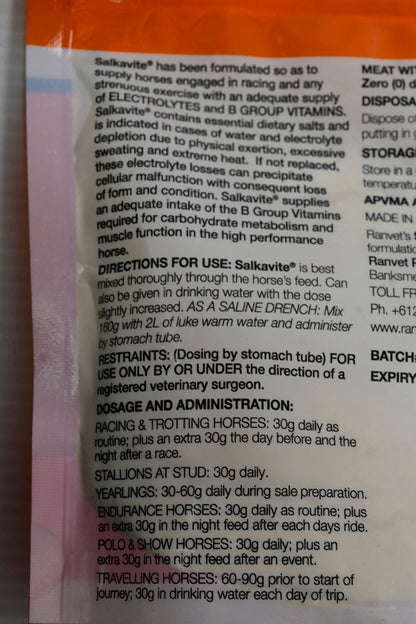 Salkavite® has been formulated so as to
supply horses engaged in racing and any
strenuous exercise with an adequate supply
of ELECTROLYTES and B GROUP VITAMINS.
Salkavite® contains essential dietary salts and
is indicated in cases of water and electrolyte
depletion due to physical exertion, excessive
sweating and extreme heat. If not replaced,
these electrolyte losses can precipitate
cellular malfunction with consequent loss
of form and condition. Salkavite® supplies
an adequate intake of the B Group Vitamins
required for carbohydrate metabolism and
muscle function in the high performance
horse.
DIRECTIONS FOR USE: Salkavite® is best
mixed thoroughly through the horse's feed. Can
also be given in drinking water with the dose
slightly increased. AS A SALINE DRENCH: Mix
160g with 2L of luke warm water and administer
by stomach tube.
RESTRAINTS: (Dosing by stomach tube) FOR
USE ONLY BY OR UNDER the direction of a
registered veterinary surgeon.
DOSAGE AND ADMINISTRATION:
RACING & TROTTING HORSES: 30g daily as
routine; plus an extra 30g the day before and the
night after a race.
STALLIONS AT STUD: 30g daily.
YEARLINGS: 30-60g daily during sale preparation.
ENDURANCE HORSES: 30g daily as routine; plus
an extra 30g in the night feed after each days ride.
POLO & SHOW HORSES: 30g daily; plus an
extra 30g in the night feed after an event.
TRAVELLING HORSES: 60-90g prior to start of
journey; 30g in drinking water each day of trip.
MEAT WIT
Zero (0) d
DISPOSA
Dispose of
putting in
STORAG
Store in a
temperatu
APVMA A
MADE IN
Ranvet's
formulatio
Ranvet P
Banksme
TOLL FR
Ph. +612
www.ran
BATCH
EXPIRY